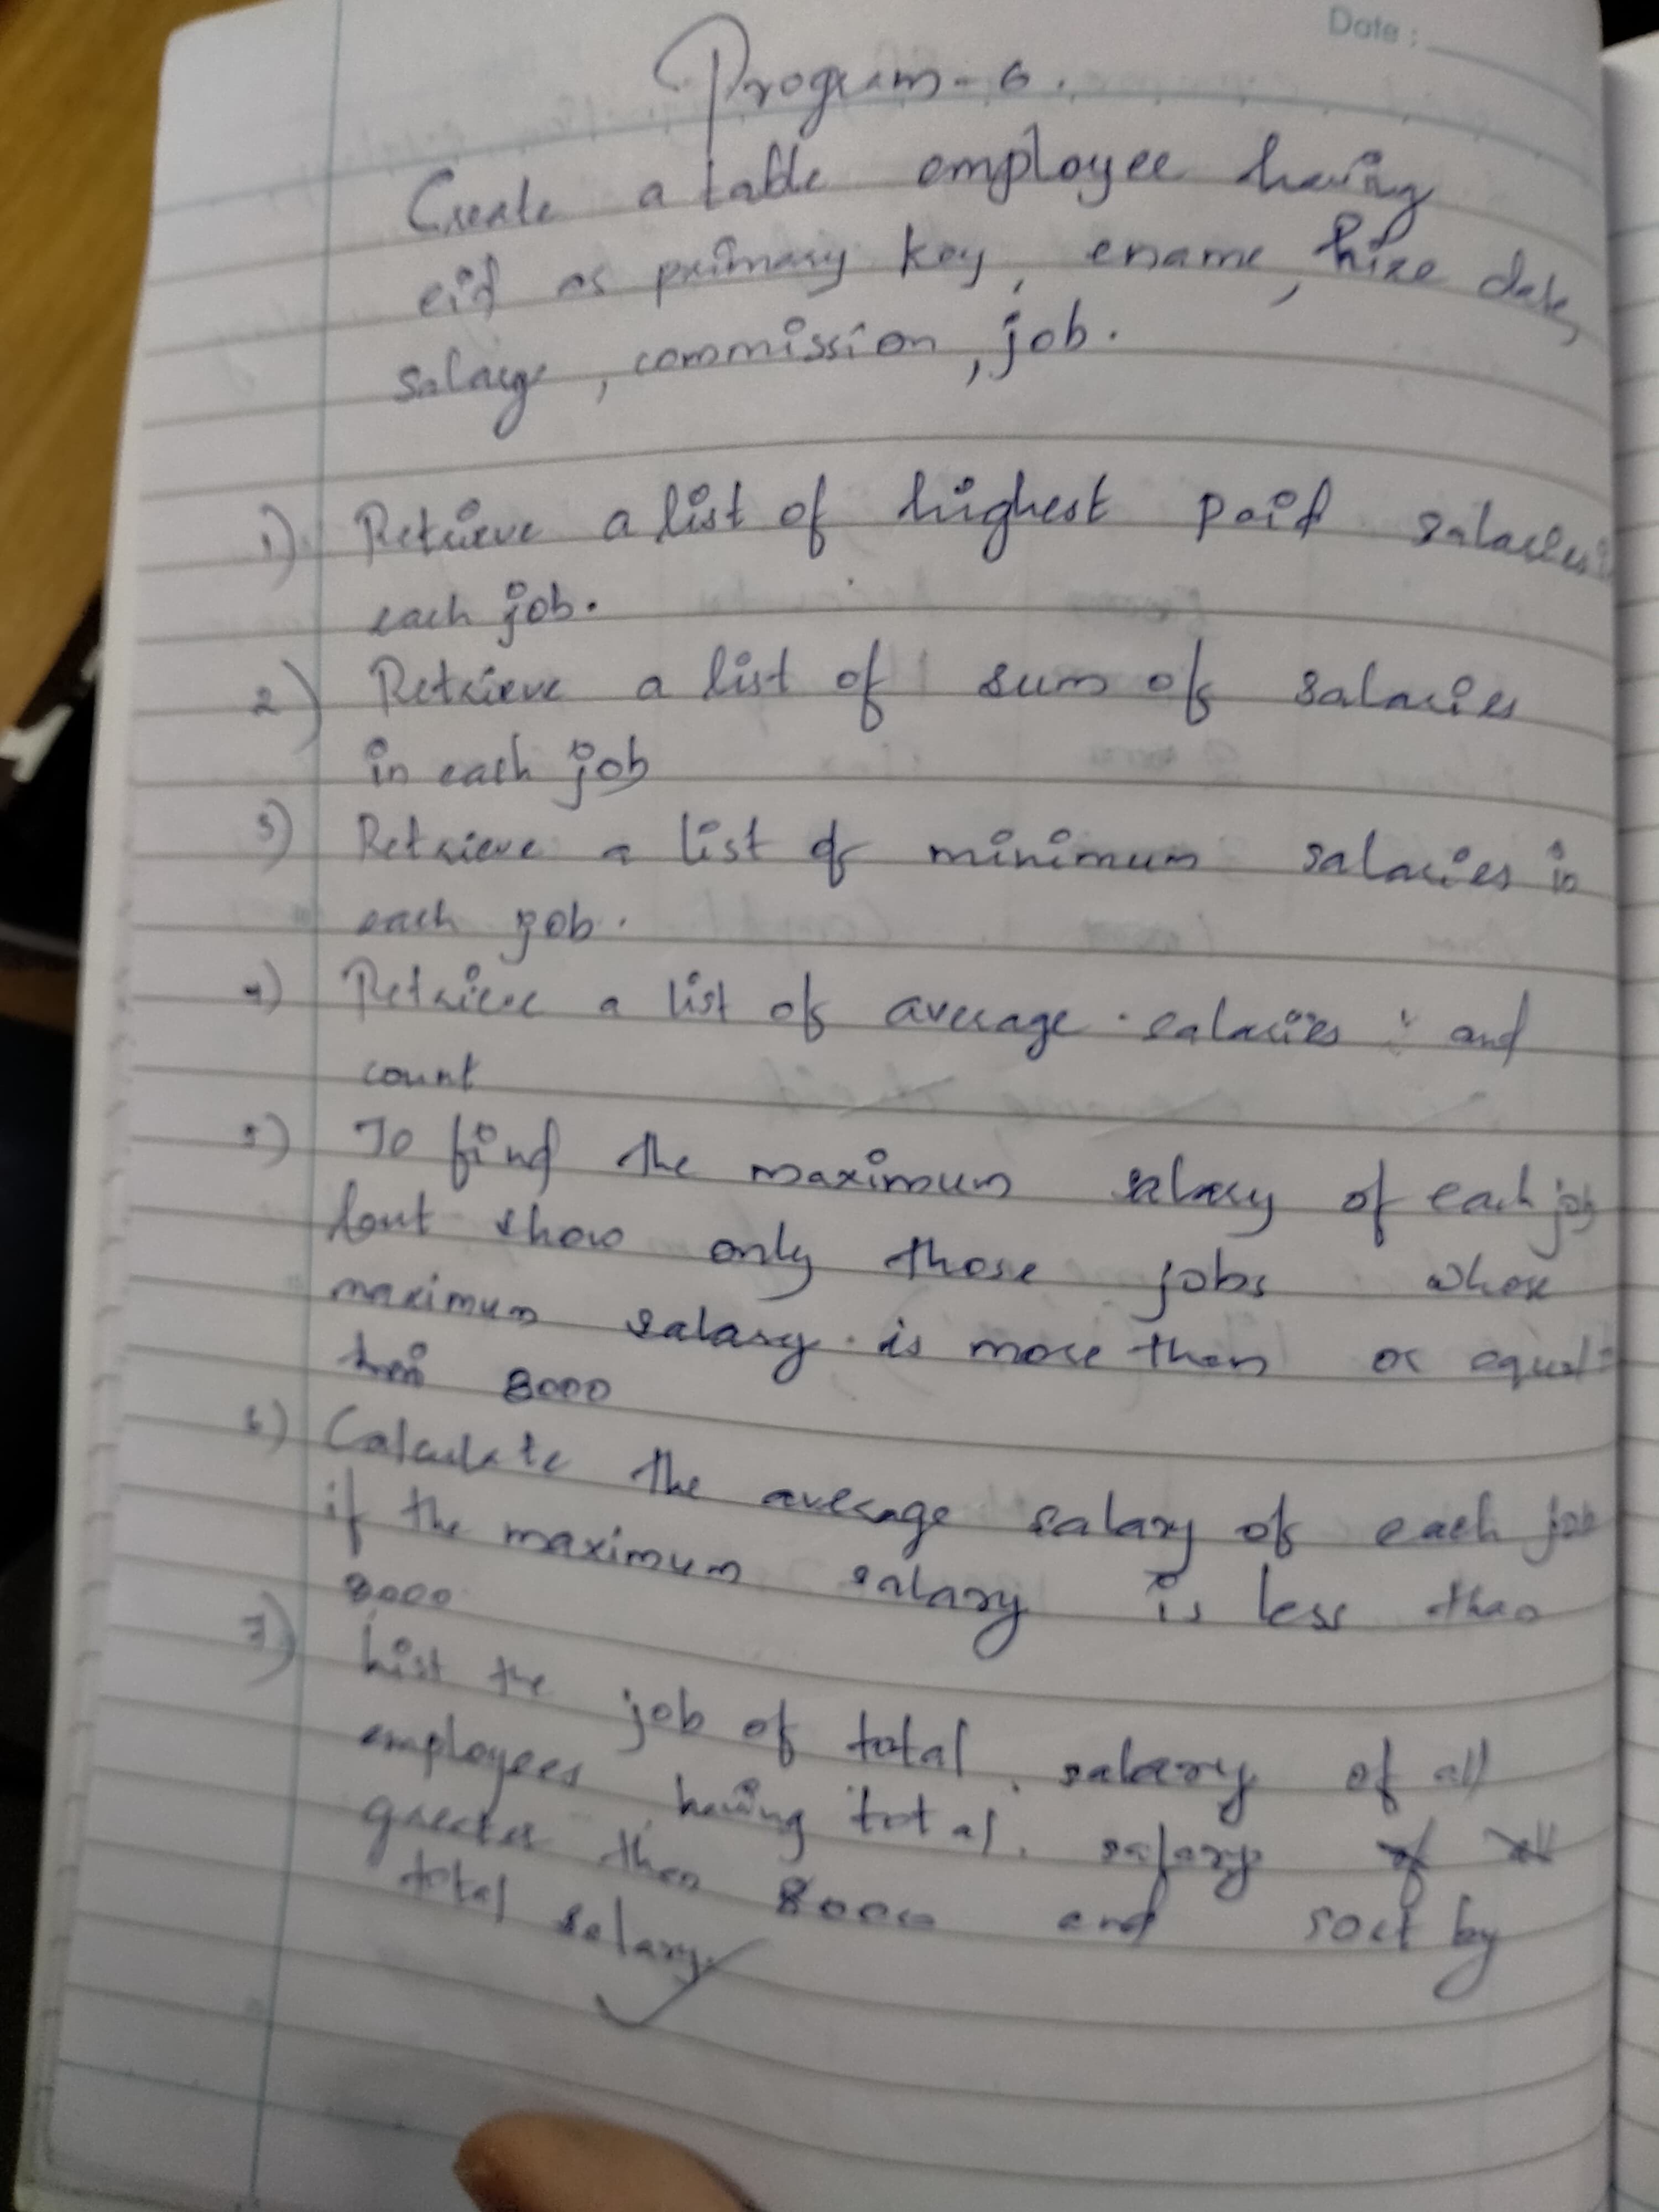 Date :
Program - 6.
Create a table employee having
eid as primary key, ename, hire date,
salary, commission, job.
1) Retrieve a list of highest paid salaries
each job.
2) Retrieve a list of sum of salaries
in each job
3) Retrieve a list of minimum salaries in
each job.
4) Retrieve a list of average salaries and
count
5) To find the maximum salary of each job
but show only those jobs whose
maximum salary is more than or equal
8000
6) Calculate the average salary of each job
if the maximum salary is less than
8000
7) List the job of total salary of all
employees having total salary
greater than 8000 and sort by
total salary.